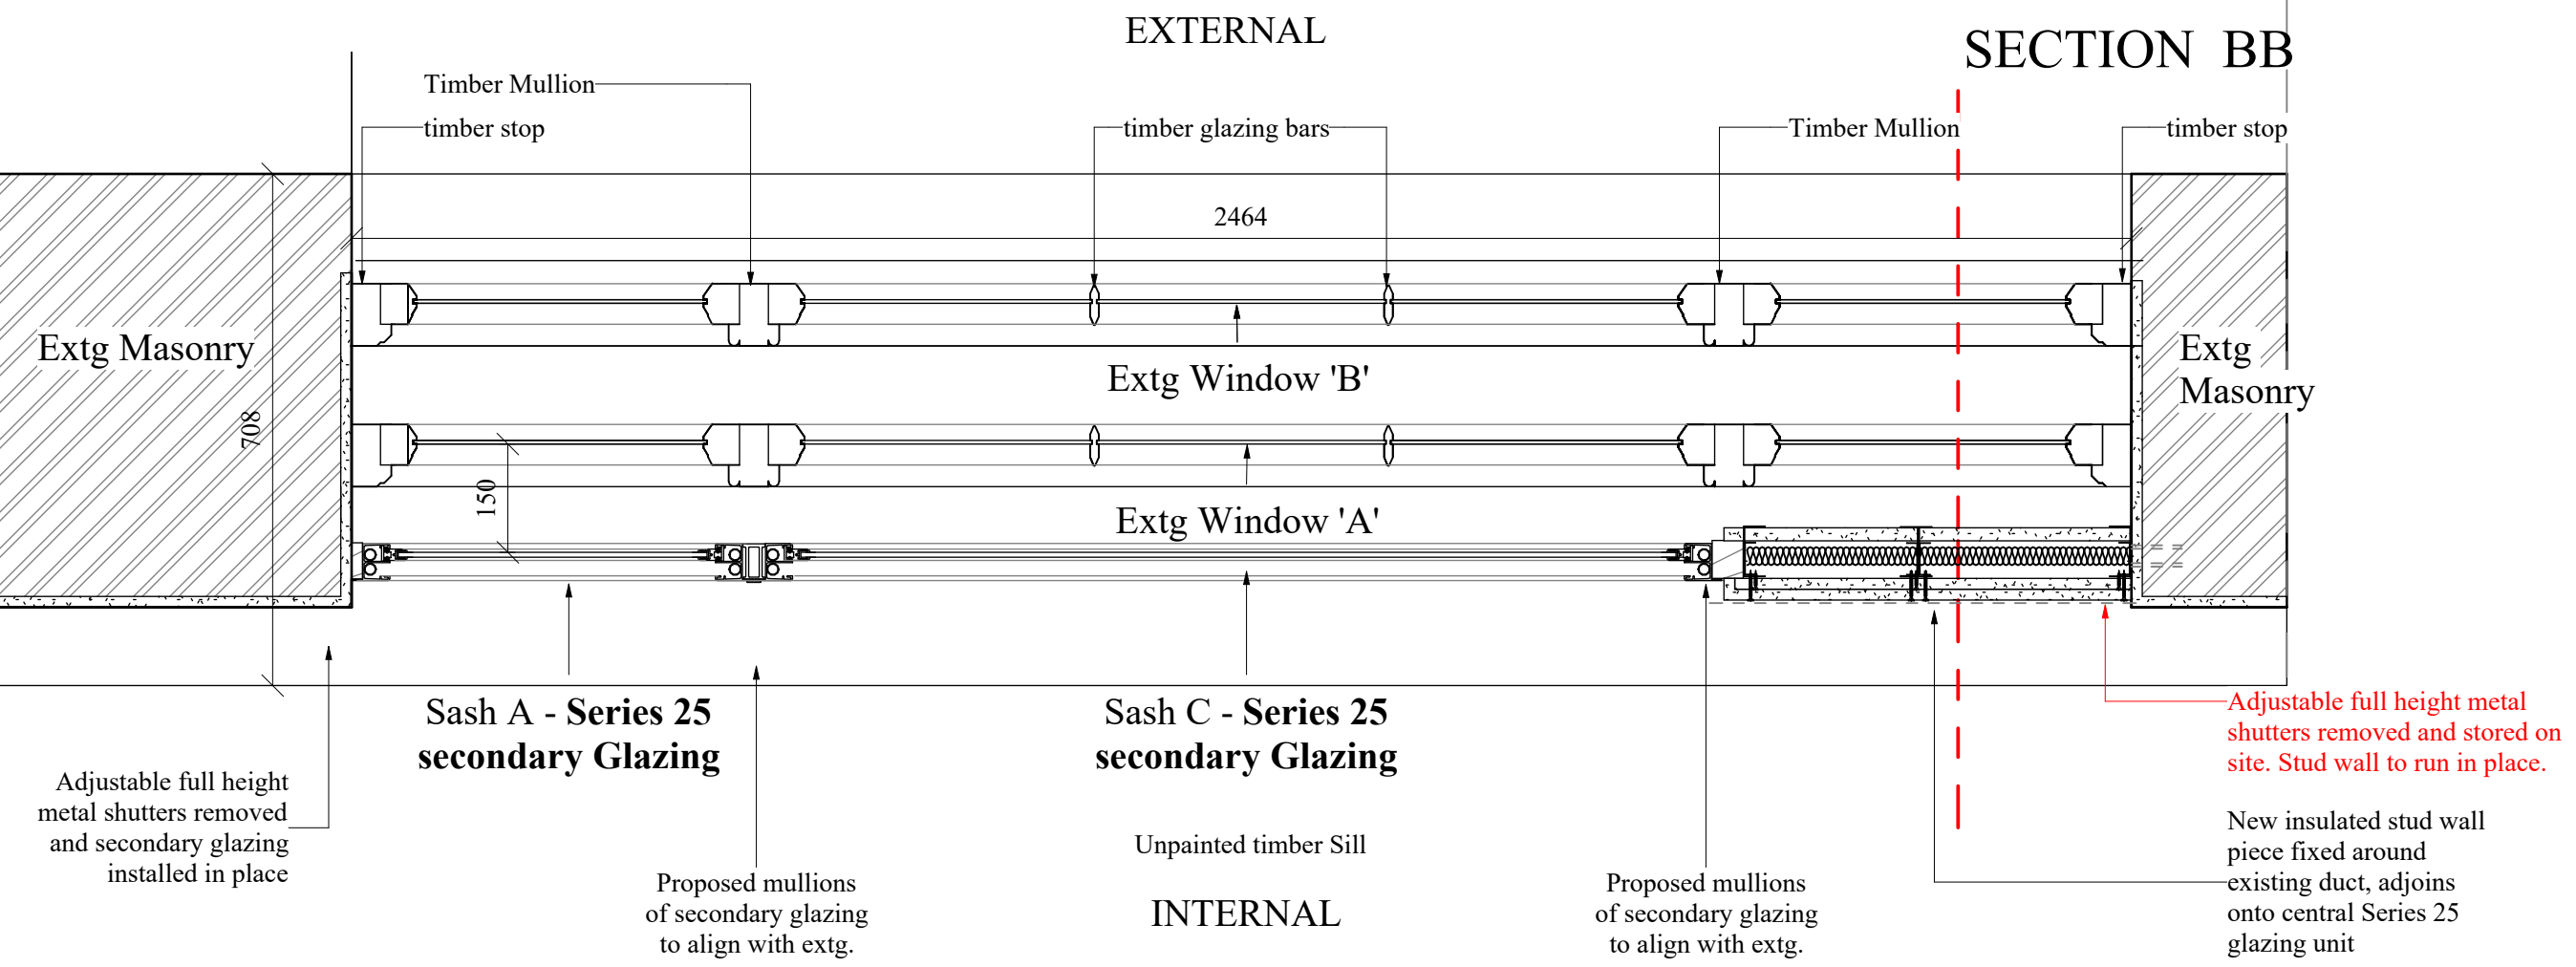 EXTERNAL
SECTION BB
Timber Mullion
timber stop
timber glazing bars
Timber Mullion
timber stop
2464
Extg Masonry
Extg
Masonry
Extg Window 'B'
708
150
Extg Window 'A'
Sash A - Series 25
secondary Glazing
Sash C - Series 25
secondary Glazing
Adjustable full height metal
shutters removed and stored on
site. Stud wall to run in place.
Adjustable full height
metal shutters removed
and secondary glazing
installed in place
Unpainted timber Sill
New insulated stud wall
piece fixed around
existing duct, adjoins
onto central Series 25
glazing unit
Proposed mullions
of secondary glazing
to align with extg.
INTERNAL
Proposed mullions
of secondary glazing
to align with extg.